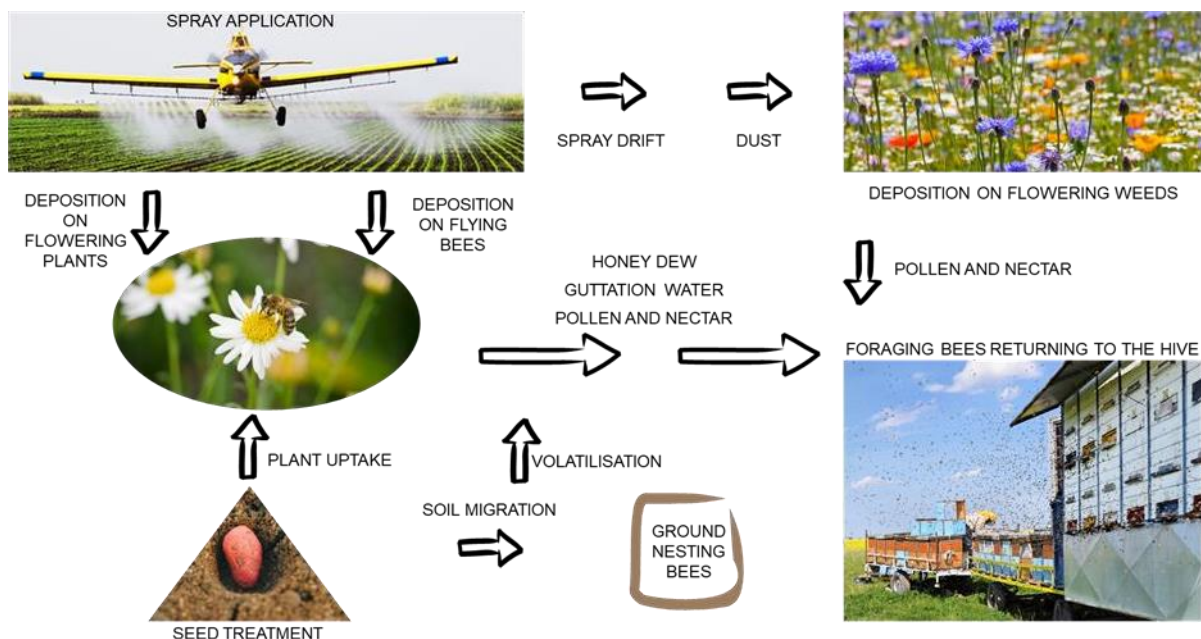 SPRAY APPLICATION
SPRAY DRIFT
DUST
DEPOSITION ON FLOWERING WEEDS
DEPOSITION
ON
FLOWERING
PLANTS
DEPOSITION
ON FLYING
BEES
HONEY DEW
GUTTATION WATER
POLLEN AND NECTAR
POLLEN AND NECTAR
FORAGING BEES RETURNING TO THE HIVE
PLANT UPTAKE
VOLATILISATION
SOIL MIGRATION
GROUND
NESTING
BEES
SEED TREATMENT